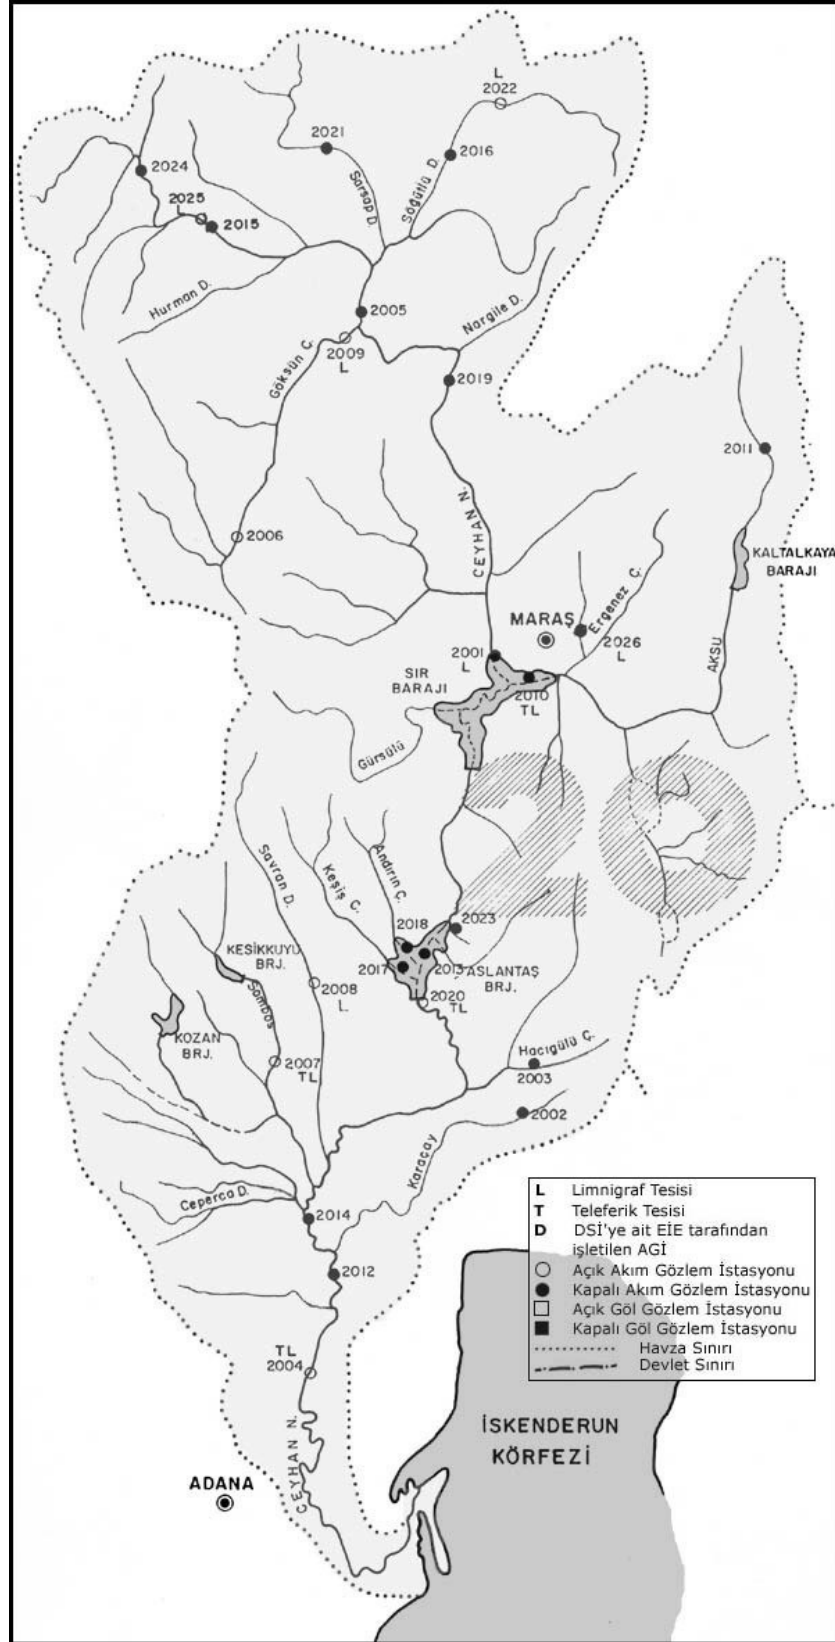 L
2022
2021
2016
2024
Sarsap D.
Söğütlü D.
2025
L
2015
Hurman D.
2005
Nargile D.
2009
L
Göksün Ç.
2019
2011
CEYHAN N.
2006
KALTALKAYA
BARAJI
MARAŞ
Ergenez Ç.
2026
L
AKSU
2001
L
SIR
BARAJI
2010
TL
Gürsülü
20
Savran D.
Keşiş Ç.
Andırın Ç.
2018
2023
KESİKKUYU
BRJ.
2017
2013
ASLANTAŞ
BRJ.
Sambas
2008
L
2020
TL
KOZAN
BRJ.
2007
TL
Hacıgülü Ç.
2003
2002
Karaçay
Ceperce D.
2014
2012
TL
2004
CEYHAN N.
ADANA
L Limnigraf Tesisi
T Teleferik Tesisi
D DSİ'ye ait EİE tarafından
işletilen AGİ
Açık Akım Gözlem İstasyonu
Kapalı Akım Gözlem İstasyonu
Açık Göl Gözlem İstasyonu
Kapalı Göl Gözlem İstasyonu
Havza Sınırı
Devlet Sınırı
İSKENDERUN
KÖRFEZİ